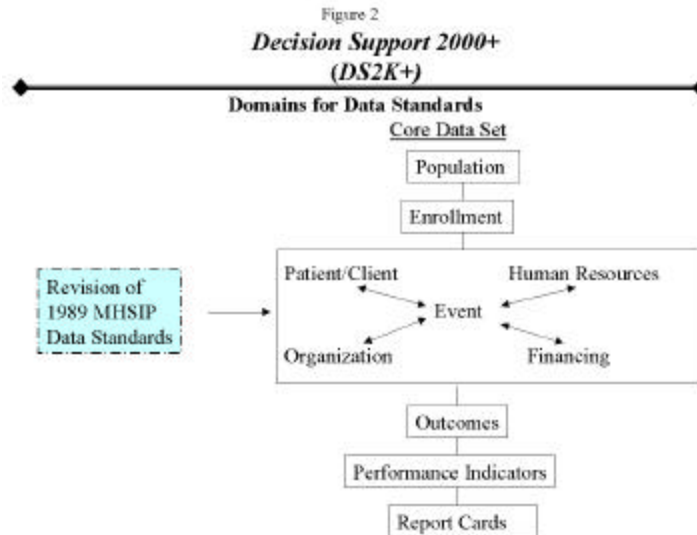 Figure 2
Decision Support 2000+
(DS2K+)
Domains for Data Standards
Core Data Set
Population
Enrollment
Patient/Client
Human Resources
Revision of
1989 MHSIP
Data Standards
Event
Organization
Financing
Outcomes
Performance Indicators
Report Cards